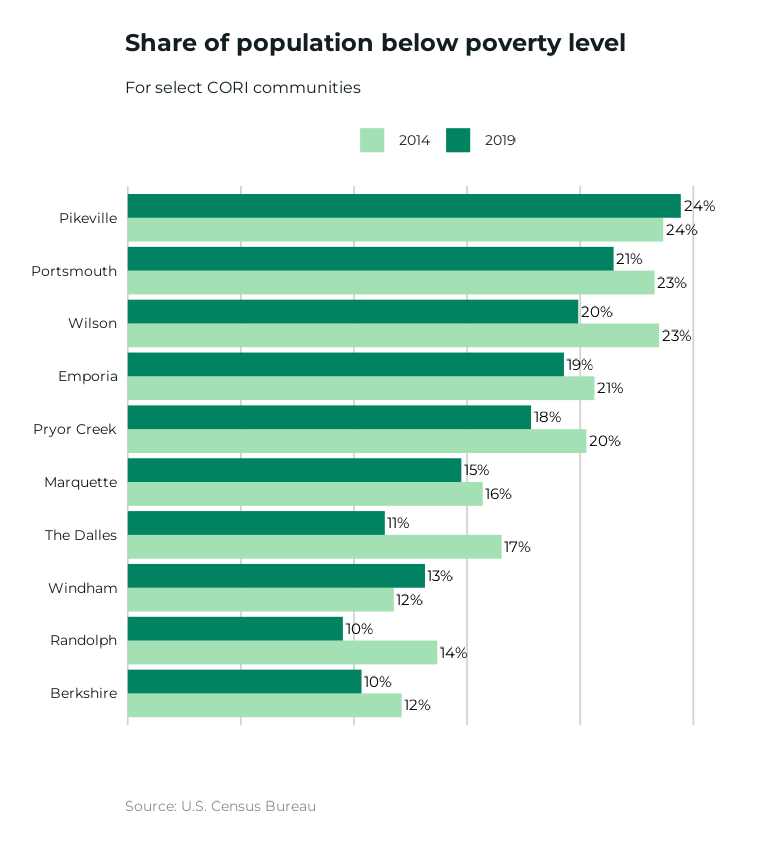 Share of population below poverty level
For select CORI communities
2014 2019
Pikeville 24%
24%
Portsmouth 21%
23%
Wilson 20%
23%
Emporia 19%
21%
Pryor Creek 18%
20%
Marquette 15%
16%
The Dalles 11%
17%
Windham 13%
12%
Randolph 10%
14%
Berkshire 10%
12%
Source: U.S. Census Bureau